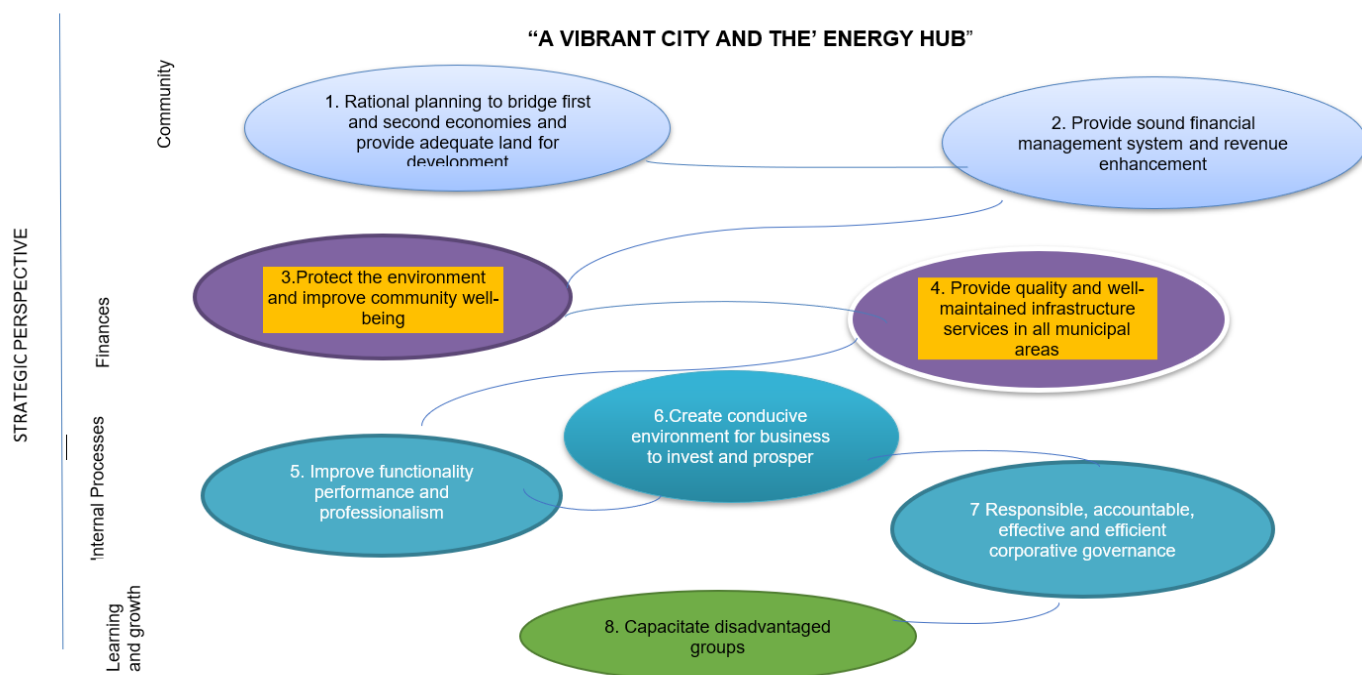 “A VIBRANT CITY AND THE’ ENERGY HUB”
STRATEGIC PERSPECTIVE
Community
1. Rational planning to bridge first
and second economies and
provide adequate land for
development
2. Provide sound financial
management system and revenue
enhancement
Finances
3.Protect the environment
and improve community well-
being
4. Provide quality and well-
maintained infrastructure
services in all municipal
areas
Internal Processes
5. Improve functionality
performance and
professionalism
6.Create conducive
environment for business
to invest and prosper
7 Responsible, accountable,
effective and efficient
corporative governance
Learning
and growth
8. Capacitate disadvantaged
groups